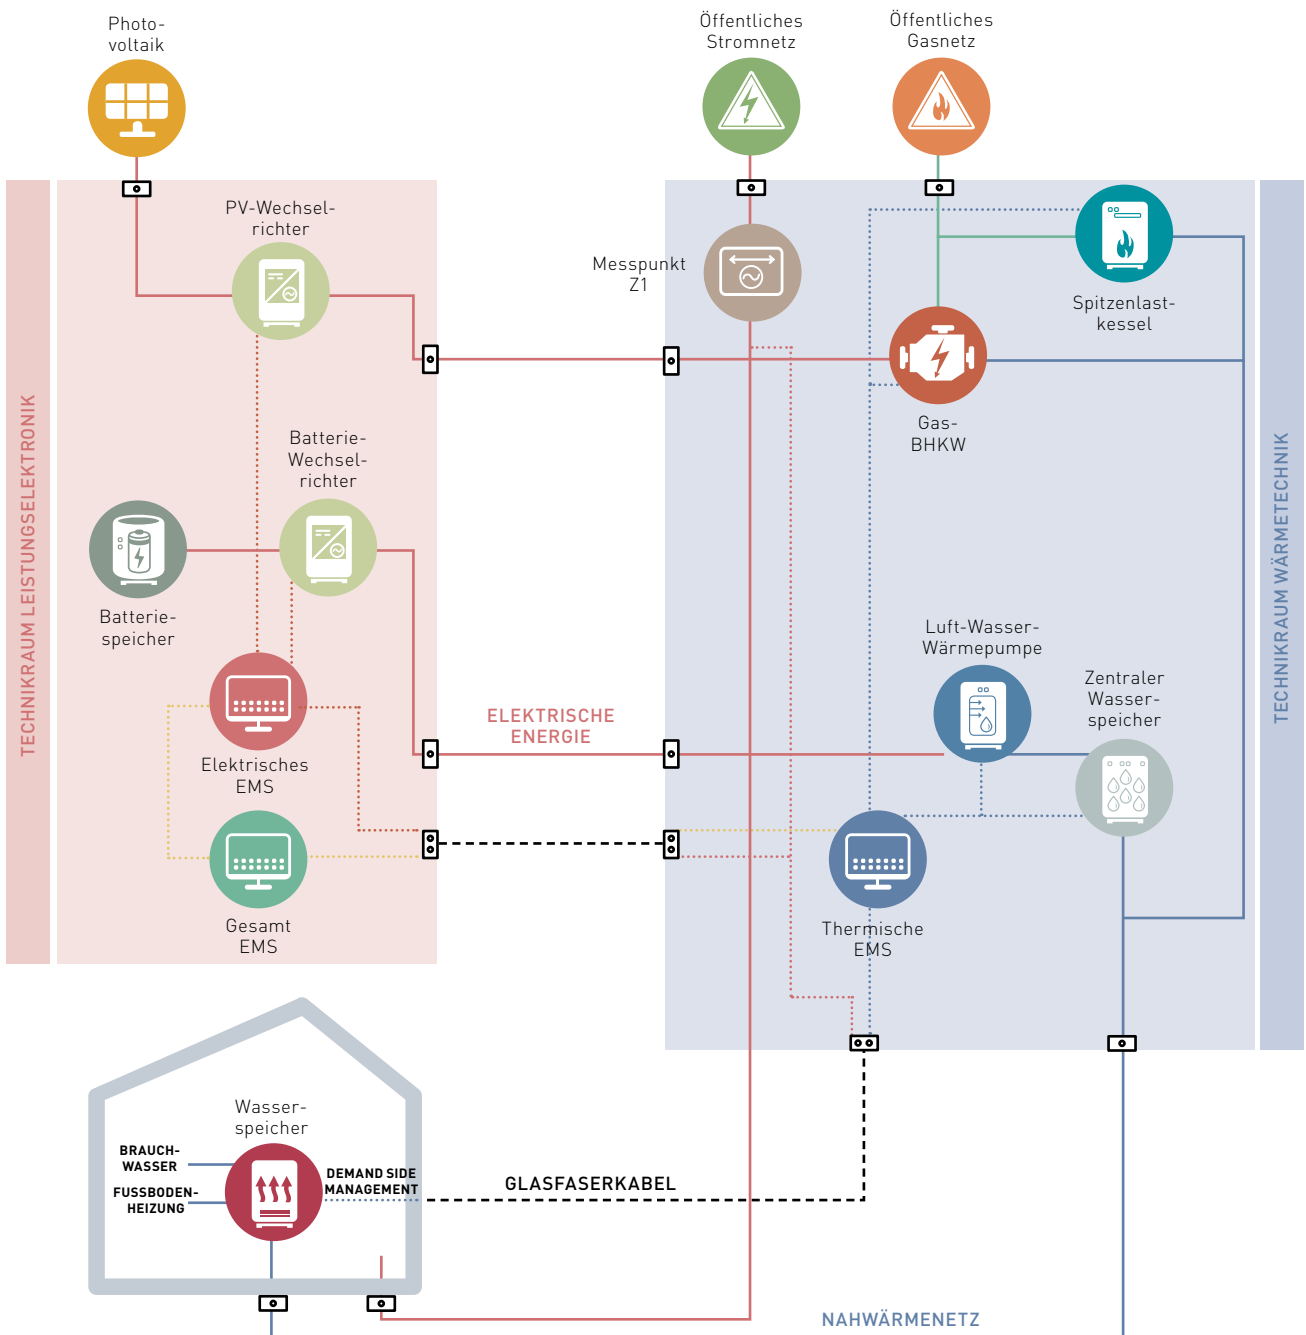 Photo-
voltaik
Öffentliches
Stromnetz
Öffentliches
Gasnetz
PV-Wechsel-
richter
Messpunkt
Z1
Spitzenlast-
kessel
Gas-
BHKW
Batterie-
Wechsel-
richter
TECHNIKRAUM LEISTUNGSELEKTRONIK
TECHNIKRAUM WÄRMETECHNIK
Batterie-
speicher
Luft-Wasser-
Wärmepumpe
Zentraler
Wasser-
speicher
ELEKTRISCHE
ENERGIE
Elektrisches
EMS
Gesamt
EMS
Thermische
EMS
Wasser-
speicher
BRAUCH-
WASSER
FUSSBODEN-
HEIZUNG
DEMAND SIDE
MANAGEMENT
GLASFASERKABEL
NAHWÄRMENETZ